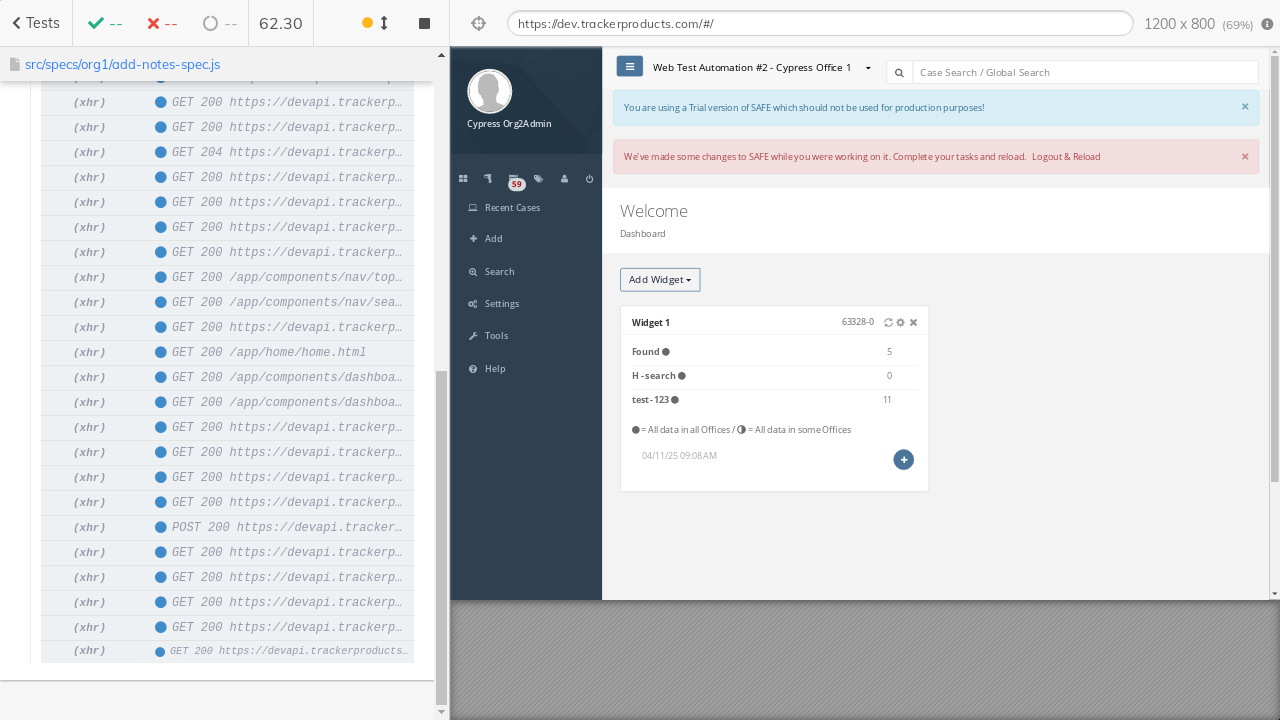 Tests
--
--
--
62.30
https://dev.trackerproducts.com/#/
1200 x 800 (69%)
src/specs/org1/add-notes-spec.js
(xhr) GET 200 https://devapi.trackerp…
(xhr) GET 200 https://devapi.trackerp…
(xhr) GET 204 https://devapi.trackerp…
(xhr) GET 200 https://devapi.trackerp…
(xhr) GET 200 https://devapi.trackerp…
(xhr) GET 200 https://devapi.trackerp…
(xhr) GET 200 https://devapi.trackerp…
(xhr) GET 200 /app/components/nav/top…
(xhr) GET 200 /app/components/nav/sea…
(xhr) GET 200 https://devapi.trackerp…
(xhr) GET 200 /app/home/home.html
(xhr) GET 200 /app/components/dashboa…
(xhr) GET 200 /app/components/dashboa…
(xhr) GET 200 https://devapi.trackerp…
(xhr) GET 200 https://devapi.trackerp…
(xhr) GET 200 https://devapi.trackerp…
(xhr) GET 200 https://devapi.trackerp…
(xhr) POST 200 https://devapi.tracker…
(xhr) GET 200 https://devapi.trackerp…
(xhr) GET 200 https://devapi.trackerp…
(xhr) GET 200 https://devapi.trackerp…
(xhr) GET 200 https://devapi.trackerp…
(xhr) GET 200 https://devapi.trackerproducts…
Cypress Org2Admin
59
Recent Cases
Add
Search
Settings
Tools
Help
Web Test Automation #2 - Cypress Office 1
Case Search / Global Search
You are using a Trial version of SAFE which should not be used for production purposes!
×
We've made some changes to SAFE while you were working on it. Complete your tasks and reload. Logout & Reload
×
Welcome
Dashboard
Add Widget
Widget 1 63328-0
Found 5
H - search 0
test - 123 11
= All data in all Offices / = All data in some Offices
04/11/25 09:08 AM